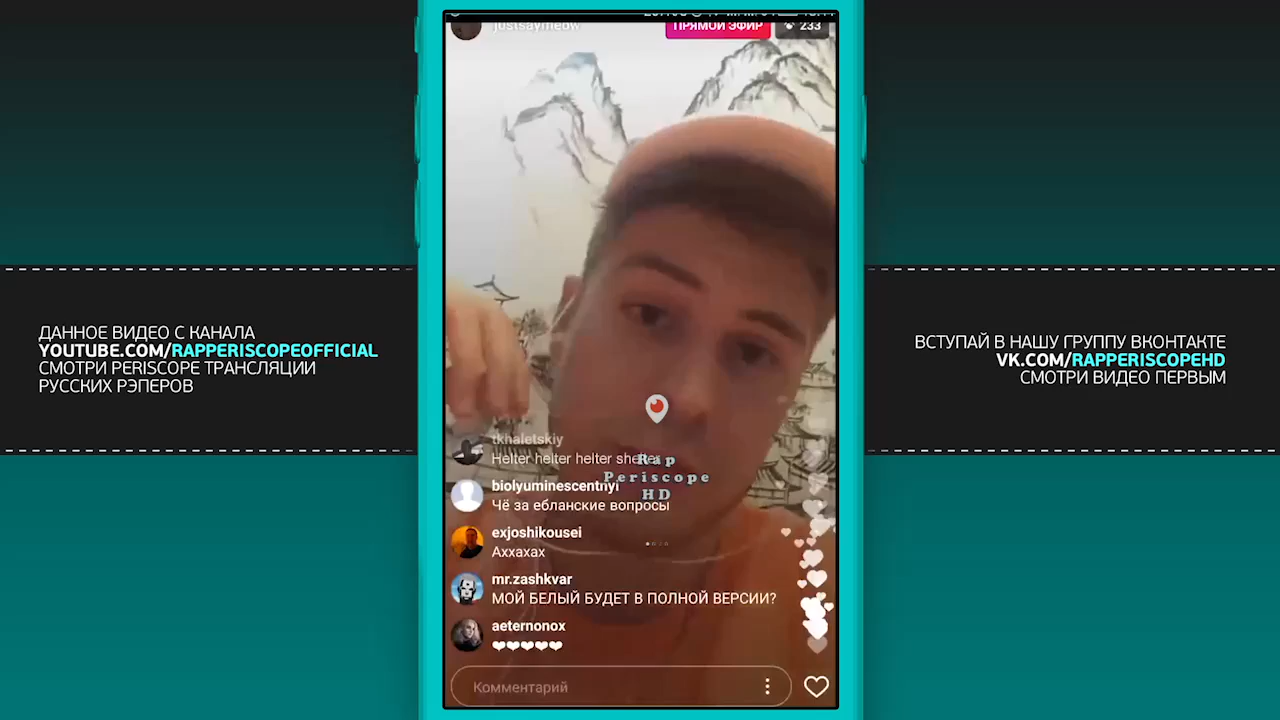 justsaymeow
ПРЯМОЙ ЭФИР
233
ДАННОЕ ВИДЕО С КАНАЛА
YOUTUBE.COM/RAPPERISCOPEOFFICIAL
СМОТРИ PERISCOPE ТРАНСЛЯЦИИ
РУССКИХ РЭПЕРОВ
ВСТУПАЙ В НАШУ ГРУППУ ВКОНТАКТЕ
VK.COM/RAPPERISCOPEHD
СМОТРИ ВИДЕО ПЕРВЫМ
tkhaletskiy
Helter helter helter shelter
Rap
Periscope
HD
biolyuminescentnyi
Чё за ебланские вопросы
exjoshikousei
Аххахах
mr.zashkvar
МОЙ БЕЛЫЙ БУДЕТ В ПОЛНОЙ ВЕРСИИ?
aeternonox
❤❤❤❤❤
Комментарий